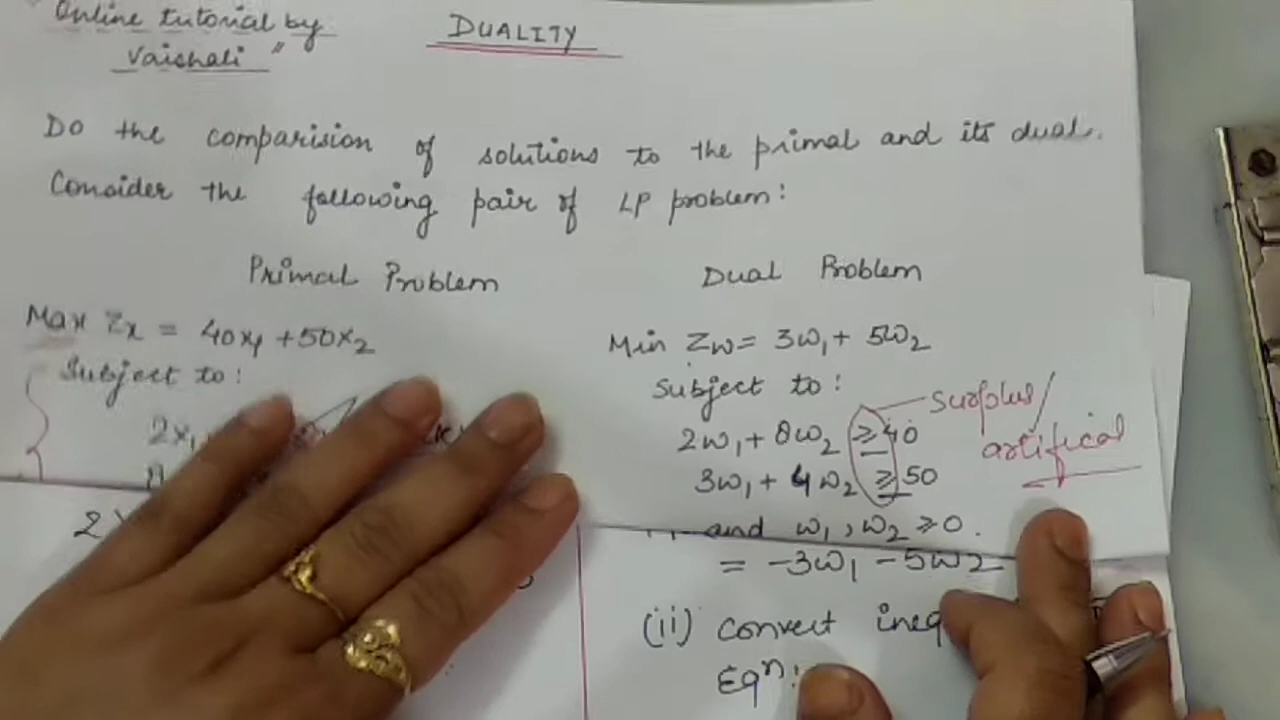 "Online tutorial by
Vaishali"
DUALITY
Do the comparision of solutions to the primal and its dual.
Consider the following pair of LP problem:
Primal Problem
Max Zx = 40x1 + 50x2
Subject to:
2x1
2
Dual Problem
Min Zw = 3w1 + 5w2
Subject to:
2w1 + 8w2 ≥ 40
3w1 + 4w2 ≥ 50
and w1, w2 ≥ 0.
surplus/
artifical
= -3w1 - 5w2
(ii) convert
Eqn: